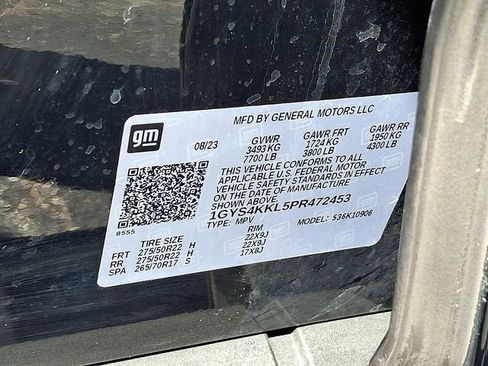 gm
MFD BY GENERAL MOTORS LLC
08/23 GVWR GAWR FRT GAWR RR
3493 KG 1724 KG 1950 KG
7700 LB 3800 LB 4300 LB
THIS VEHICLE CONFORMS TO ALL
APPLICABLE U.S. FEDERAL MOTOR
VEHICLE SAFETY STANDARDS IN EFFECT
ON THE DATE OF MANUFACTURE
SHOWN ABOVE.
1GYS4KKL5PR472453
TYPE: MPV MODEL: 536K10906
8555
TIRE SIZE RIM
FRT 275/50R22 H 22X9J
RR 275/50R22 H 22X9J
SPA 265/70R17 S 17X8J